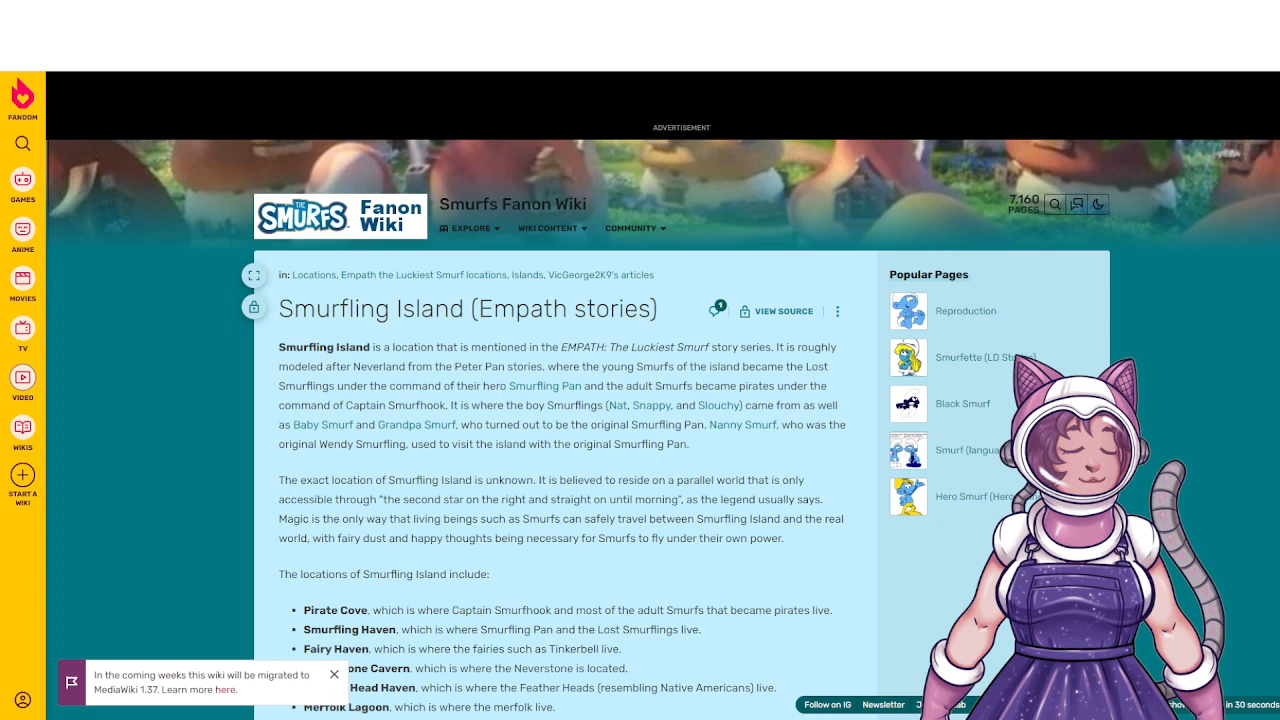 ADVERTISEMENT
FANDOM
GAMES
ANIME
MOVIES
TV
VIDEO
WIKIS
START A
WIKI
THE
SMURFS Fanon
Wiki
Smurfs Fanon Wiki
EXPLORE WIKI CONTENT COMMUNITY
7,160
PAGES
in: Locations, Empath the Luckiest Smurf locations, Islands, VicGeorge2K9's articles
Smurfling Island (Empath stories)
1
VIEW SOURCE
Smurfling Island is a location that is mentioned in the EMPATH: The Luckiest Smurf story series. It is roughly
modeled after Neverland from the Peter Pan stories, where the young Smurfs of the island became the Lost
Smurflings under the command of their hero Smurfling Pan and the adult Smurfs became pirates under the
command of Captain Smurfhook. It is where the boy Smurflings (Nat, Snappy, and Slouchy) came from as well
as Baby Smurf and Grandpa Smurf, who turned out to be the original Smurfling Pan. Nanny Smurf, who was the
original Wendy Smurfling, used to visit the island with the original Smurfling Pan.
The exact location of Smurfling Island is unknown. It is believed to reside on a parallel world that is only
accessible through "the second star on the right and straight on until morning", as the legend usually says.
Magic is the only way that living beings such as Smurfs can safely travel between Smurfling Island and the real
world, with fairy dust and happy thoughts being necessary for Smurfs to fly under their own power.
The locations of Smurfling Island include:
• Pirate Cove, which is where Captain Smurfhook and most of the adult Smurfs that became pirates live.
• Smurfling Haven, which is where Smurfling Pan and the Lost Smurflings live.
• Fairy Haven, which is where the fairies such as Tinkerbell live.
Cavern, which is where the Neverstone is located.
Head Haven, which is where the Feather Heads (resembling Native Americans) live.
Merfolk Lagoon, which is where the merfolk live.
Popular Pages
Reproduction
Smurfette (LD Stories)
Black Smurf
Smurf
Hero Smurf
In the coming weeks this wiki will be migrated to
MediaWiki 1.37. Learn more here.
Follow on IG Newsletter
in 30 seconds